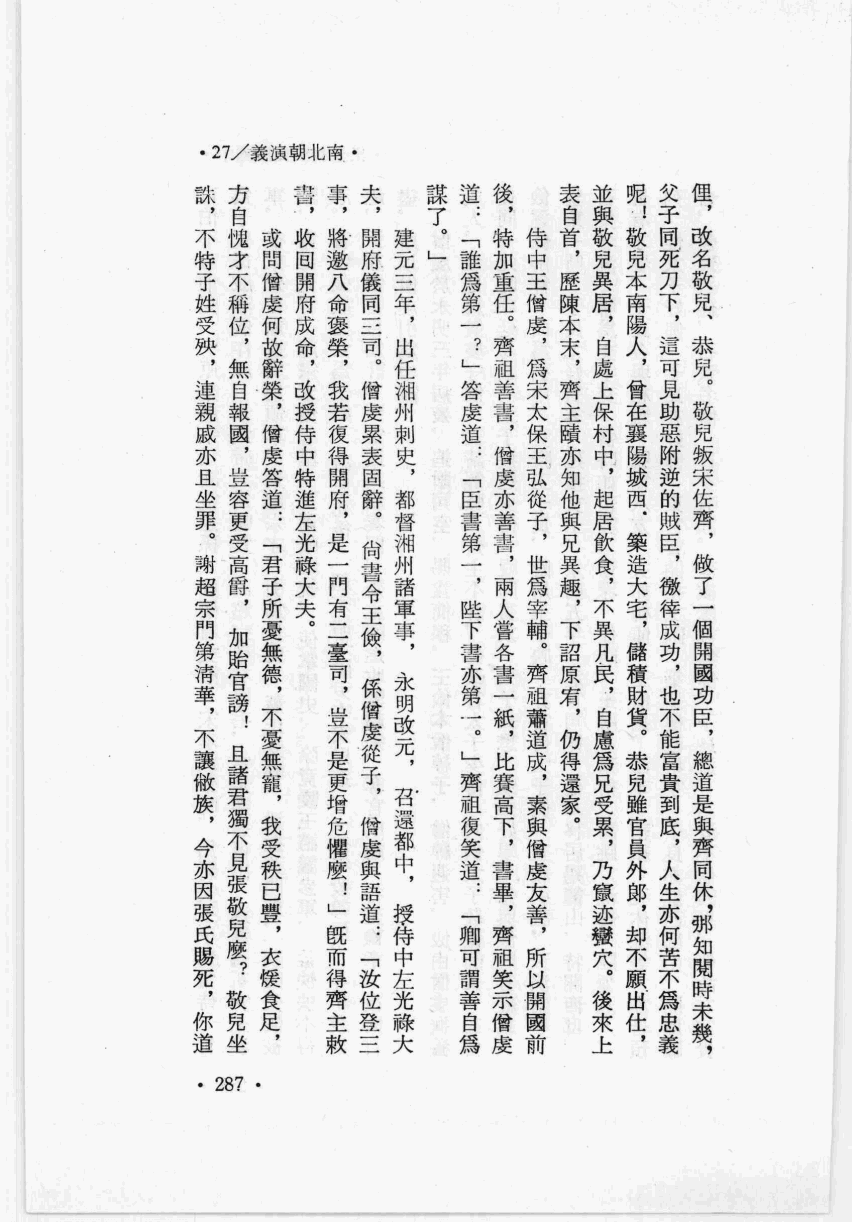 ・27／義演朝北南・
俚，改名敬兒、恭兒。敬兒叛宋佐齊，做了一個開國功臣，總道是與齊同休，那知閱時未幾，
父子同死刀下，這可見助惡附逆的賊臣，徼倖成功，也不能富貴到底，人生亦何苦不爲忠義
呢！敬兒本南陽人，曾在襄陽城西，築造大宅，儲積財貨。恭兒雖官員外郎，却不願出仕，
並與敬兒異居，自處上保村中，起居飲食，不異凡民，自慮爲兄受累，乃竄迹蠻穴。後來上
表自首，歷陳本末，齊主賾亦知他與兄異趣，下詔原宥，仍得還家。
侍中王僧虔，爲宋太保王弘從子，世爲宰輔。齊祖蕭道成，素與僧虔友善，所以開國前
後，特加重任。齊祖善書，僧虔亦善書，兩人嘗各書一紙，比賽高下，書畢，齊祖笑示僧虔
道：「誰爲第一？」答虔道：「臣書第一，陛下書亦第一。」齊祖復笑道：「卿可謂善自爲
謀了。」
建元三年，出任湘州刺史，都督湘州諸軍事，永明改元，召還都中，授侍中左光祿大
夫，開府儀同三司。僧虔累表固辭。尙書令王儉，係僧虔從子，僧虔與語道：「汝位登三
事，將邀八命褒榮，我若復得開府，是一門有二臺司，豈不是更增危懼麼！」旣而得齊主敕
書，收回開府成命，改授侍中特進左光祿大夫。
或問僧虔何故辭榮，僧虔答道：「君子所憂無德，不憂無寵，我受秩已豐，衣煖食足，
方自愧才不稱位，無自報國，豈容更受高爵，加貽官謗！且諸君獨不見張敬兒麼？敬兒坐
誅，不特子姓受殃，連親戚亦且坐罪。謝超宗門第淸華，不讓敝族，今亦因張氏賜死，你道
・287・